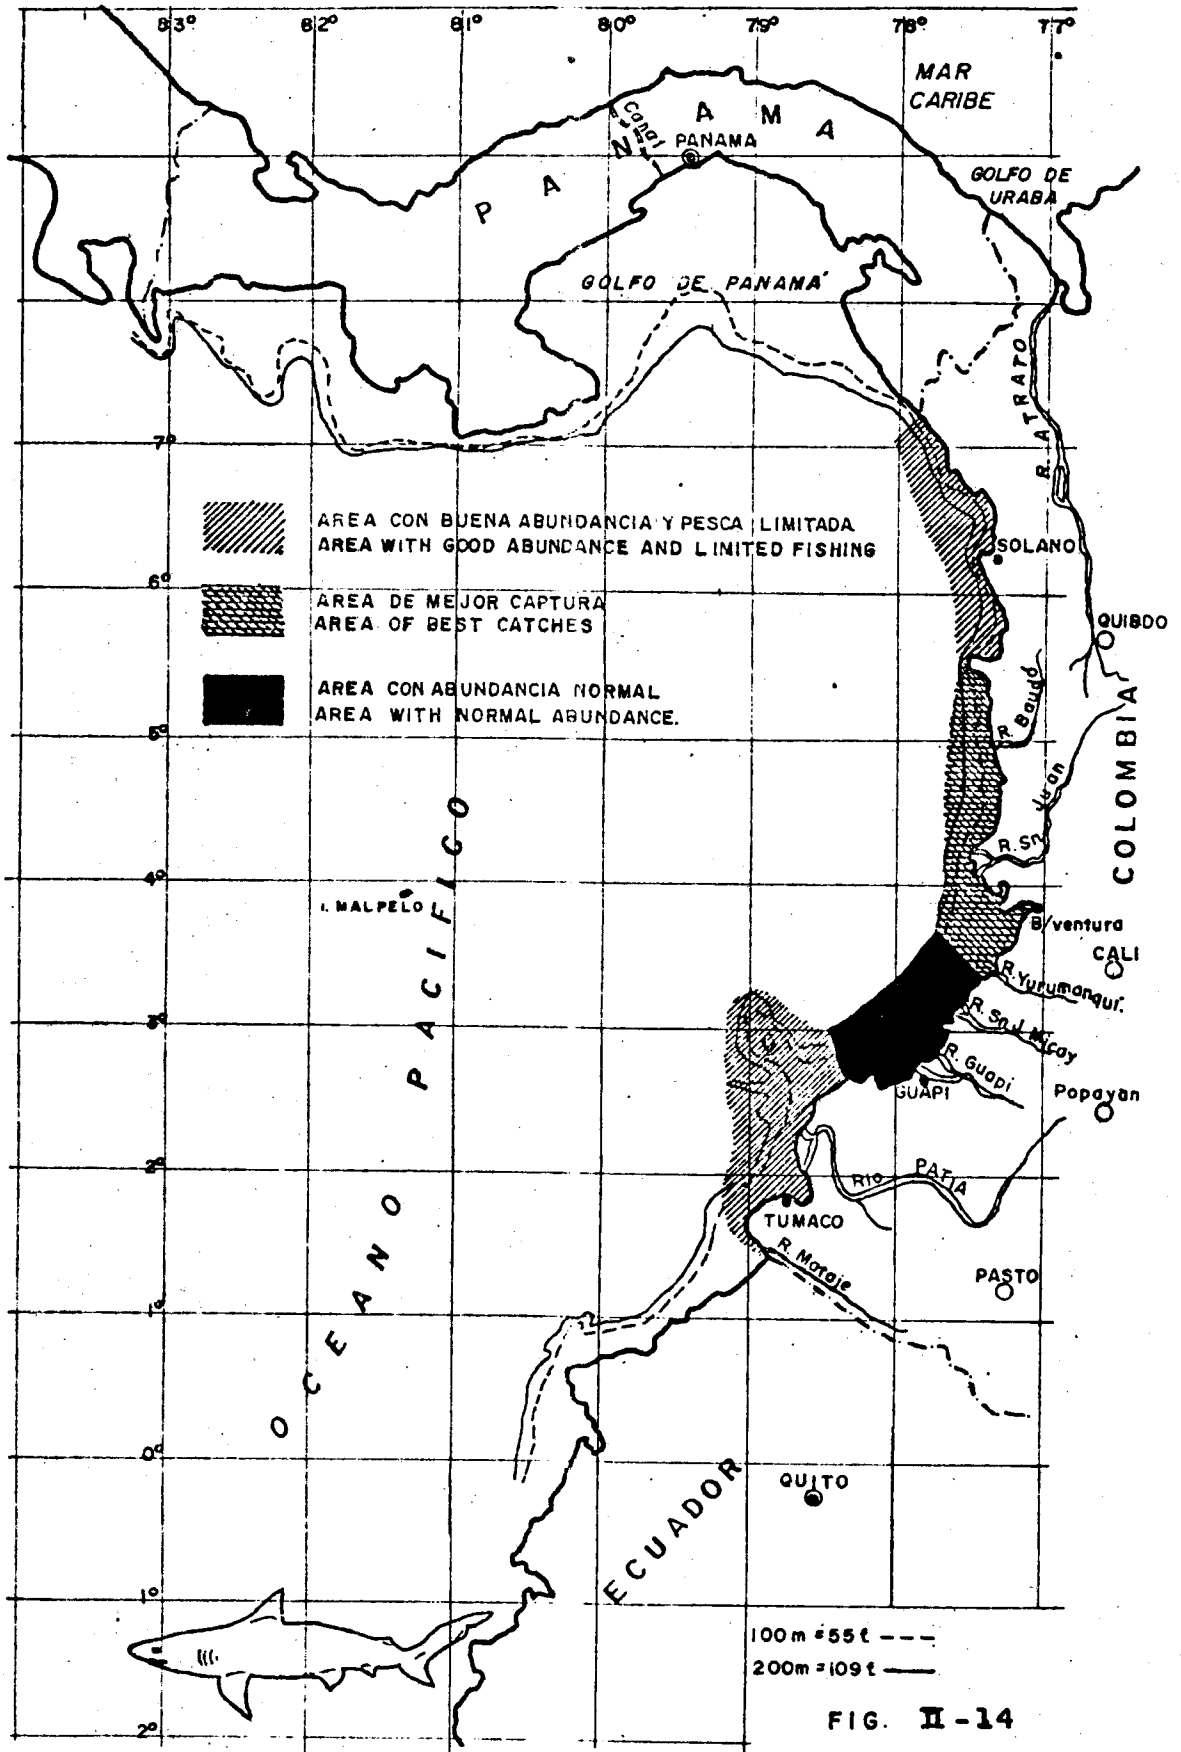 83° 82° 81° 80° 79° 78° 77°
MAR
CARIBE
PANAMA
Canal
PANAMA
GOLFO DE
URABA
GOLFO DE PANAMÁ
R. ATRATO
7°
AREA CON BUENA ABUNDANCIA Y PESCA LIMITADA
AREA WITH GOOD ABUNDANCE AND LIMITED FISHING
SOLANO
6°
AREA DE MEJOR CAPTURA
AREA OF BEST CATCHES
QUIBDO
AREA CON ABUNDANCIA NORMAL
AREA WITH NORMAL ABUNDANCE.
R. Baudó
5°
COLOMBIA
R. Sn Juan
4°
I. MALPELO
OCEANO PACIFICO
B/ventura
CALI
R. Yurumanqui.
3°
R. Sn J. Micay
R. Guapi
GUAPI
Popayán
2°
RIO PATIA
TUMACO
R. Mataje
PASTO
1°
0°
ECUADOR
QUITO
1°
100m = 55f
200m = 109f
FIG. II-14
2°